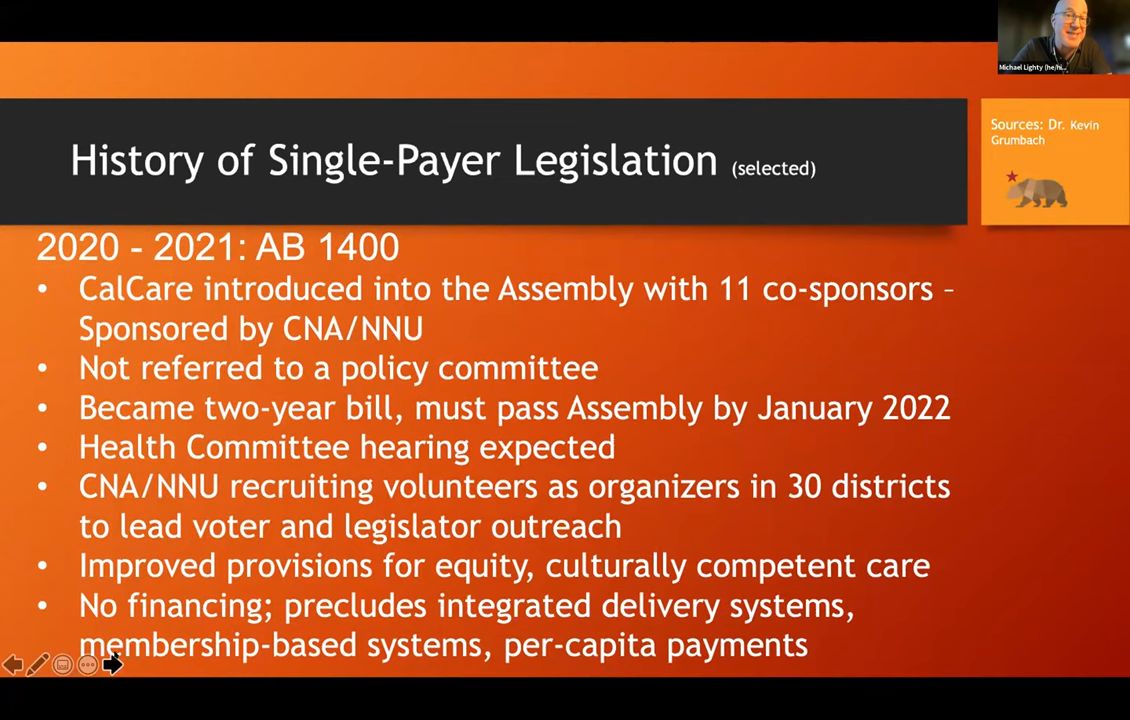 Michael Lighty (he/hi...
History of Single-Payer Legislation (selected)
Sources: Dr. Kevin
Grumbach
2020 - 2021: AB 1400
• CalCare introduced into the Assembly with 11 co-sponsors –
Sponsored by CNA/NNU
• Not referred to a policy committee
• Became two-year bill, must pass Assembly by January 2022
• Health Committee hearing expected
• CNA/NNU recruiting volunteers as organizers in 30 districts
to lead voter and legislator outreach
• Improved provisions for equity, culturally competent care
• No financing; precludes integrated delivery systems,
membership-based systems, per-capita payments